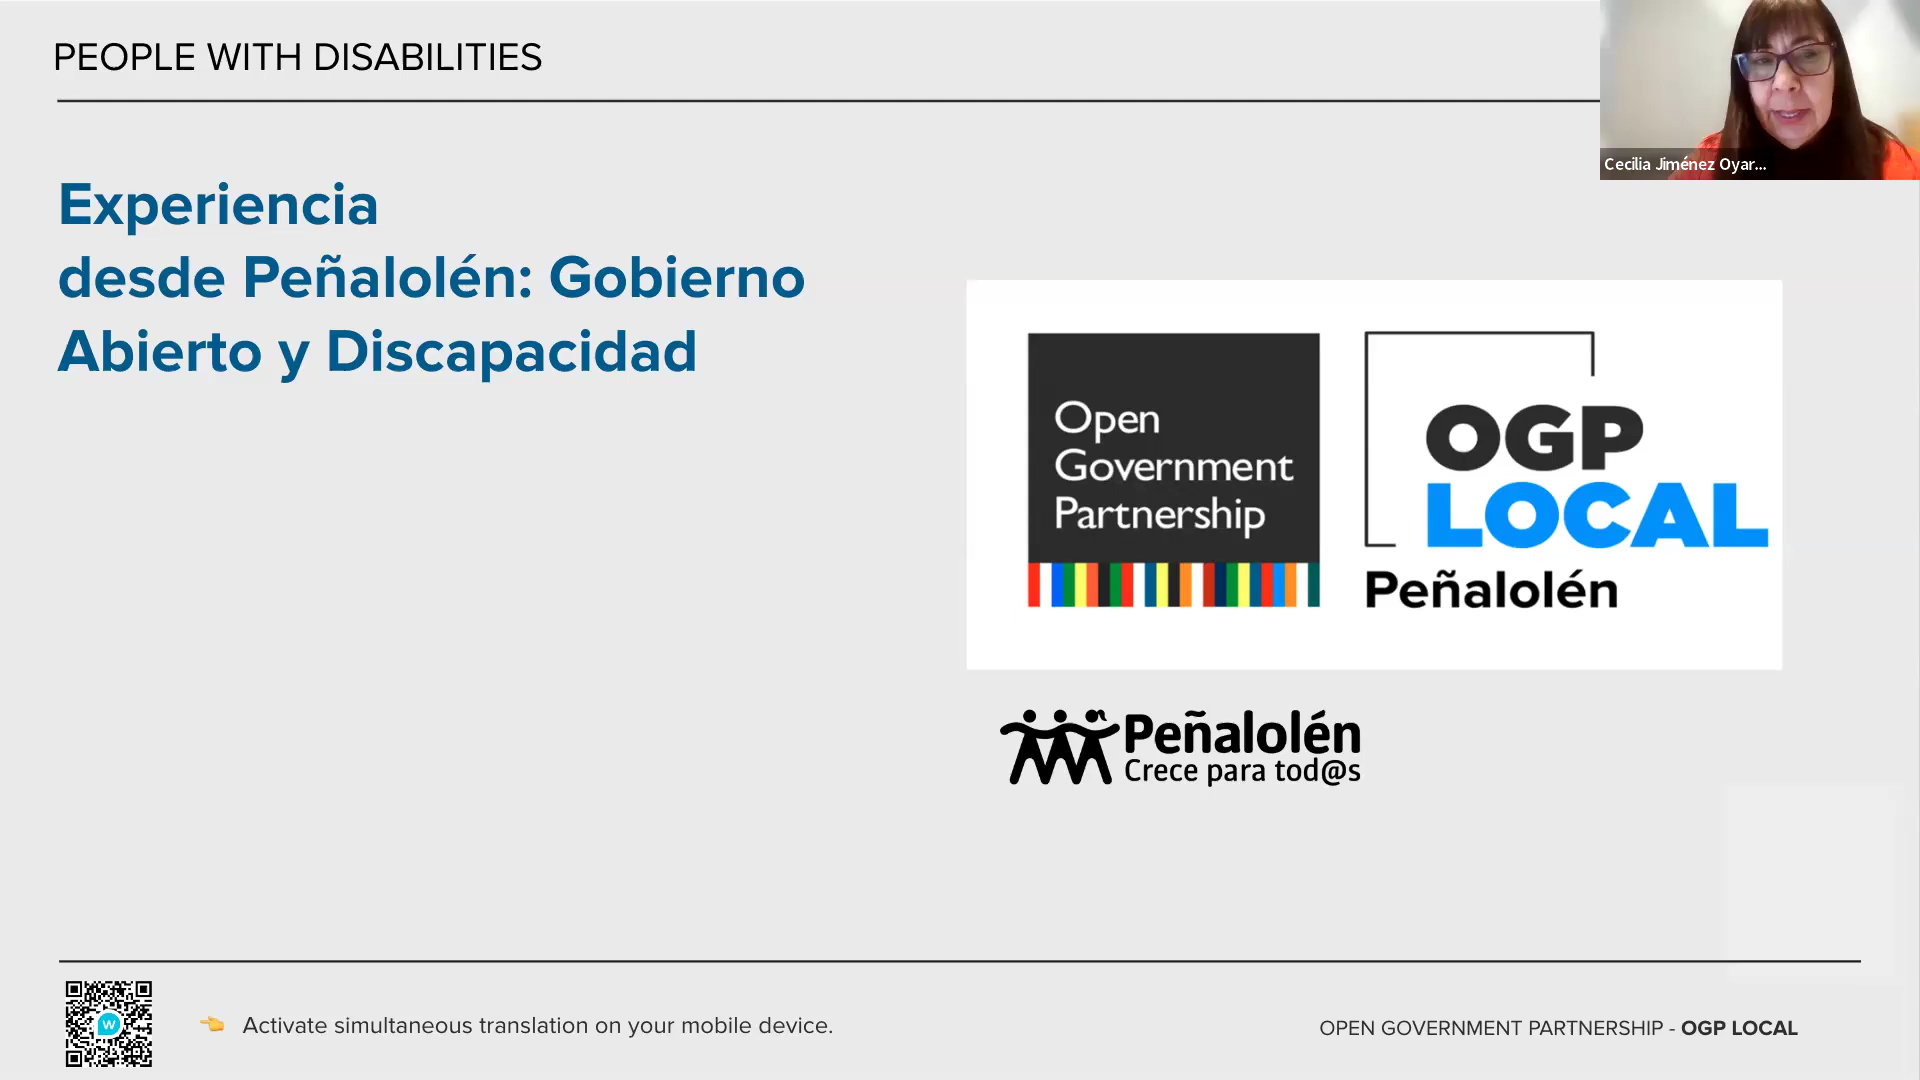 PEOPLE WITH DISABILITIES
Cecilia Jiménez Oyar...
Experiencia
desde Peñalolén: Gobierno
Abierto y Discapacidad
Open
Government
Partnership
OGP
LOCAL
Peñalolén
Peñalolén
Crece para tod@s
w
Activate simultaneous translation on your mobile device.
OPEN GOVERNMENT PARTNERSHIP - OGP LOCAL